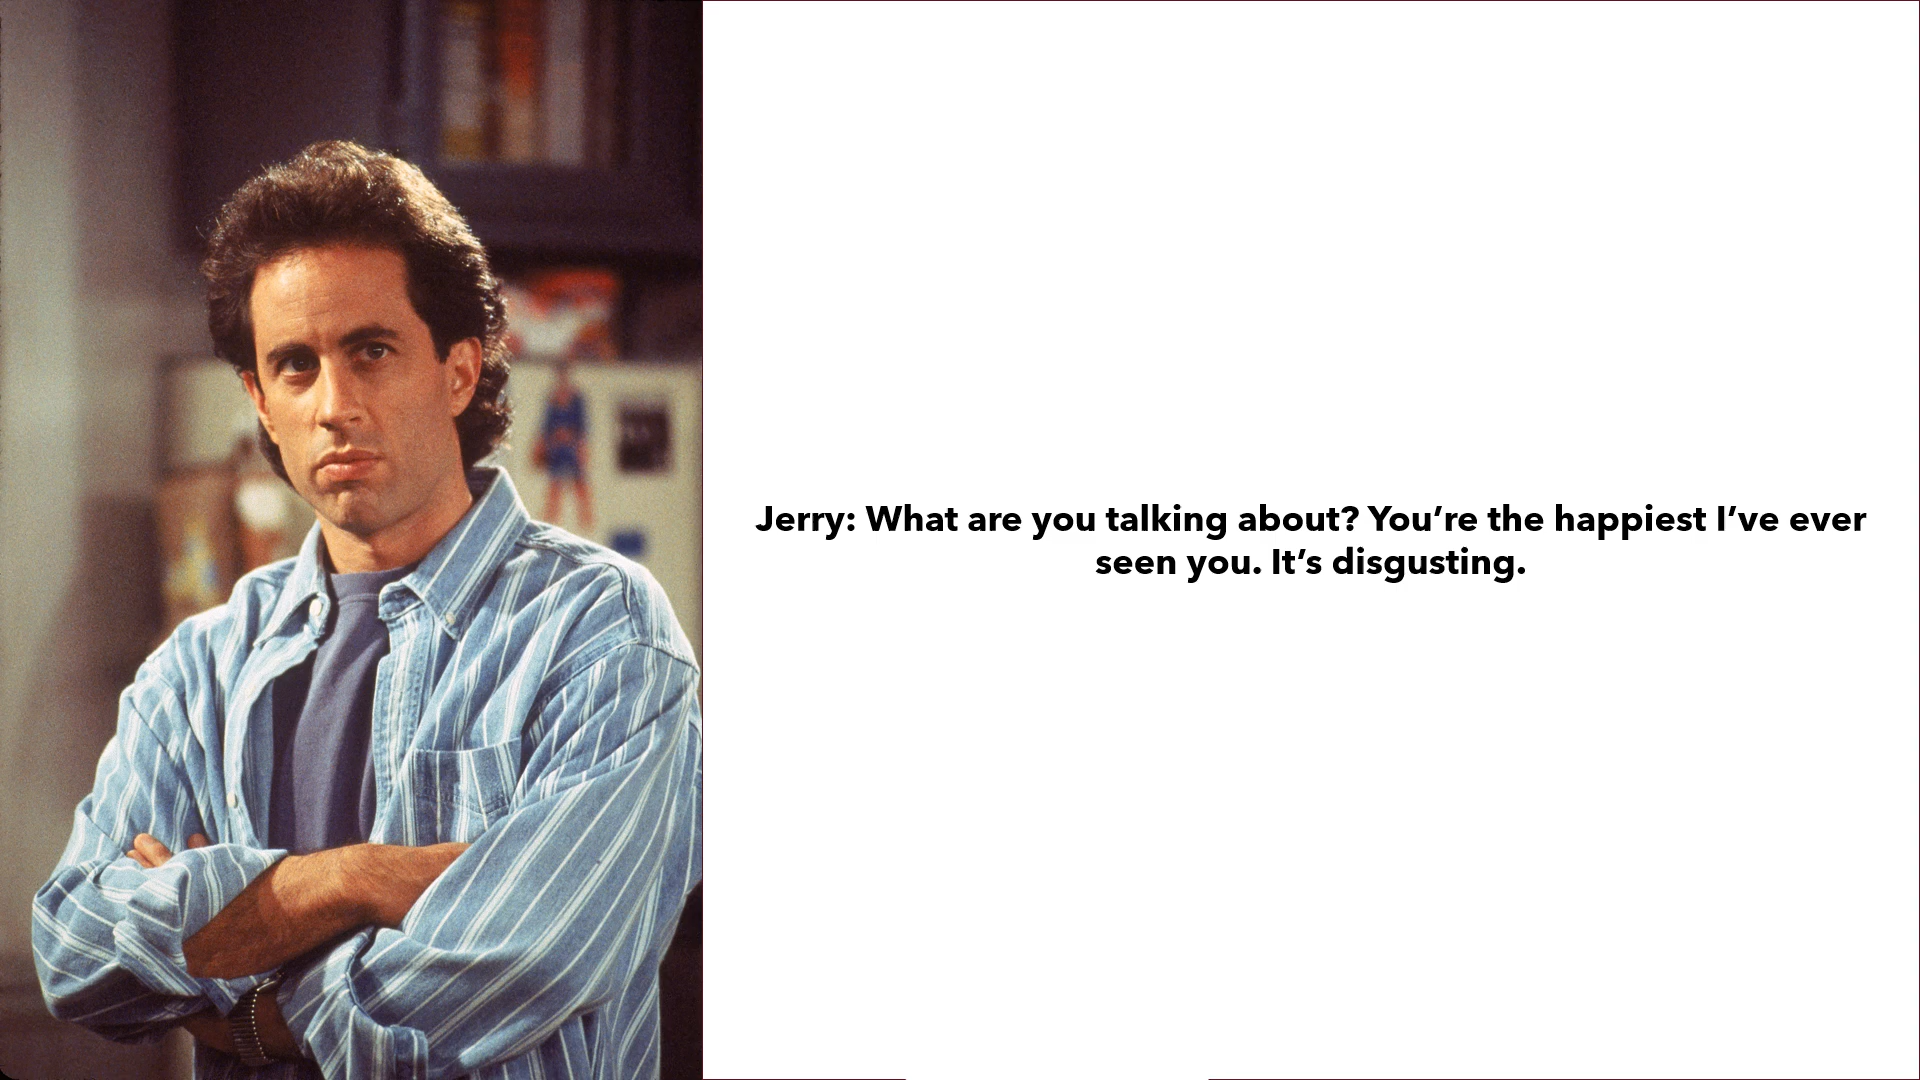 Jerry: What are you talking about? You’re the happiest I’ve ever
seen you. It’s disgusting.